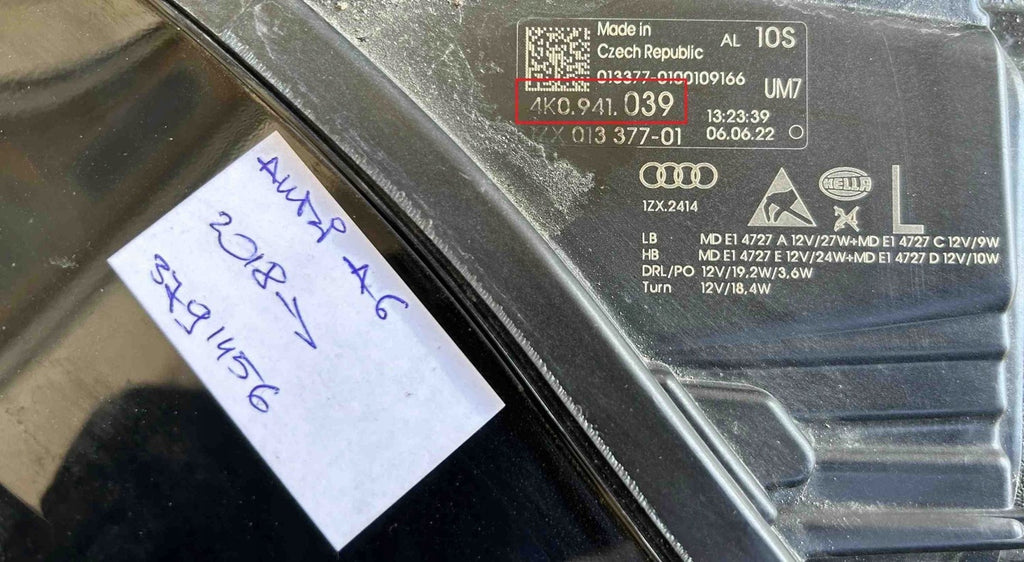 Made in
Czech Republic
AL 10S
013377-0100109166
UM7
4K0.941.039
13:23:39
1ZX 013 377-01
06.06.22
1ZX.2414
HELLA
L
LB MD E1 4727 A 12V/27W+MD E1 4727 C 12V/9W
HB MD E1 4727 E 12V/24W+MD E1 4727 D 12V/10W
DRL/PO 12V/19,2W/3,6W
Turn 12V/18,4W
A6
2018
3791456